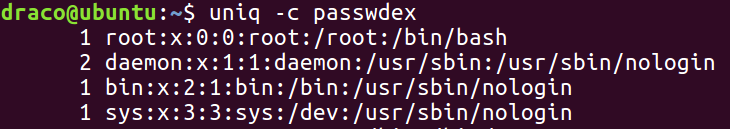 draco@ubuntu:~$ uniq -c passwdex
      1 root:x:0:0:root:/root:/bin/bash
      2 daemon:x:1:1:daemon:/usr/sbin:/usr/sbin/nologin
      1 bin:x:2:1:bin:/bin:/usr/sbin/nologin
      1 sys:x:3:3:sys:/dev:/usr/sbin/nologin